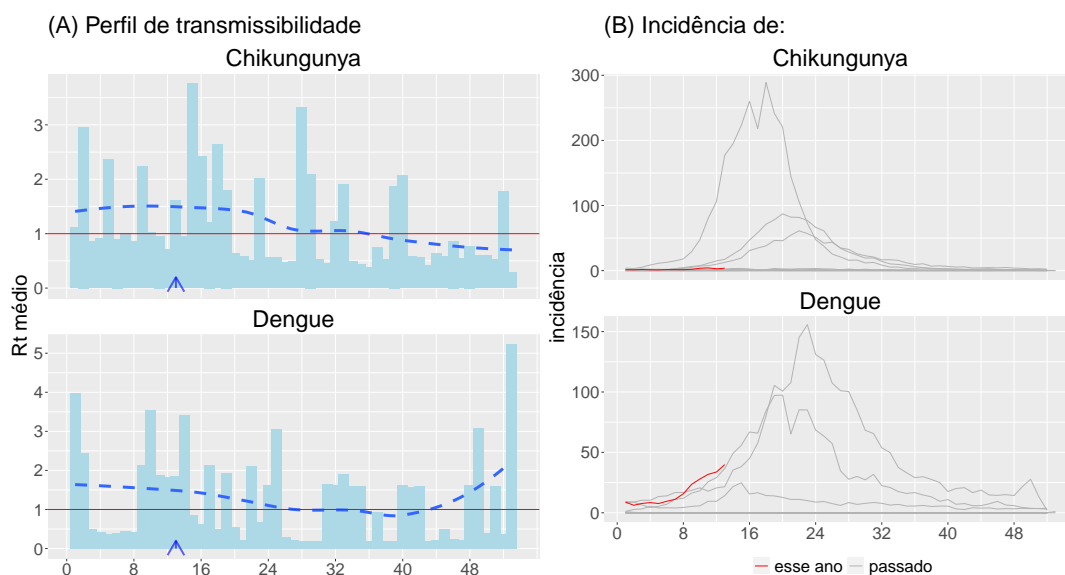 (A) Perfil de transmissibilidade
Chikungunya
3
2
1
0
Dengue
5
4
3
2
1
0
0 8 16 24 32 40 48
Rt médio
(B) Incidência de:
Chikungunya
300
200
100
0
Dengue
150
100
50
0
0 8 16 24 32 40 48
incidência
esse ano passado